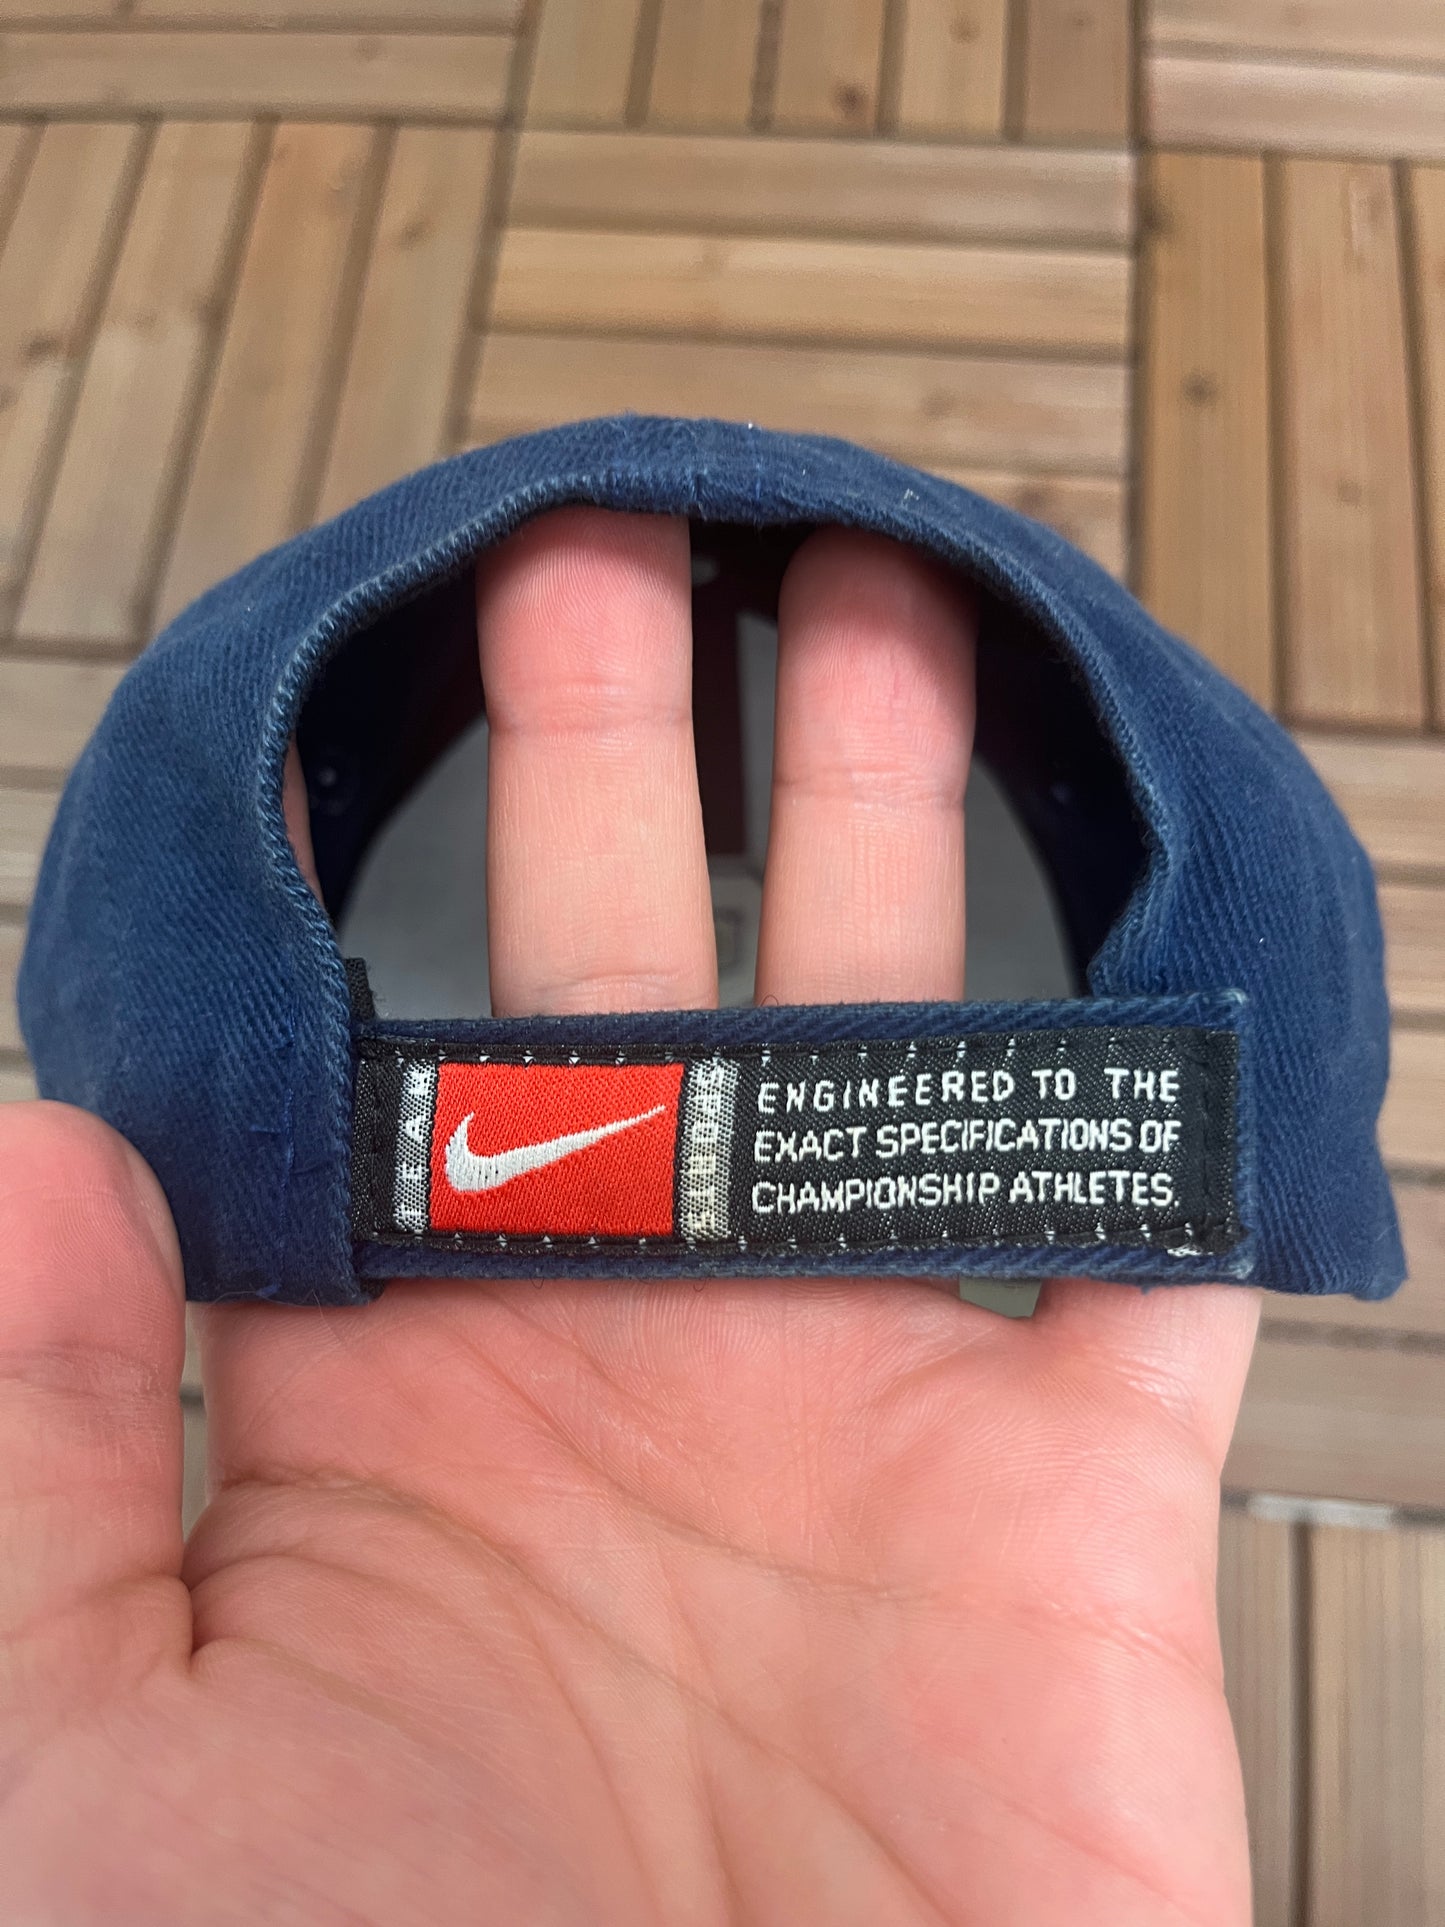 TEAM
SPORTS
ENGINEERED TO THE
EXACT SPECIFICATIONS OF
CHAMPIONSHIP ATHLETES.